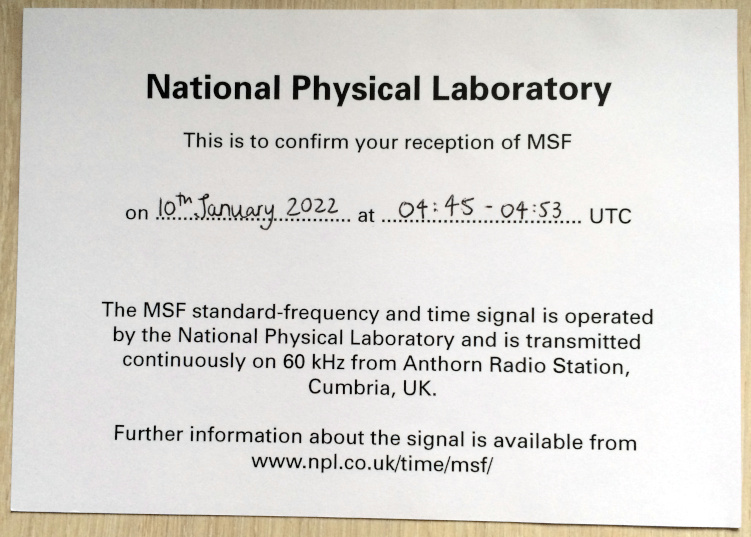 National Physical Laboratory
This is to confirm your reception of MSF
on 10th January 2022 at 04:45 - 04:53 UTC
The MSF standard-frequency and time signal is operated
by the National Physical Laboratory and is transmitted
continuously on 60 kHz from Anthorn Radio Station,
Cumbria, UK.
Further information about the signal is available from
www.npl.co.uk/time/msf/